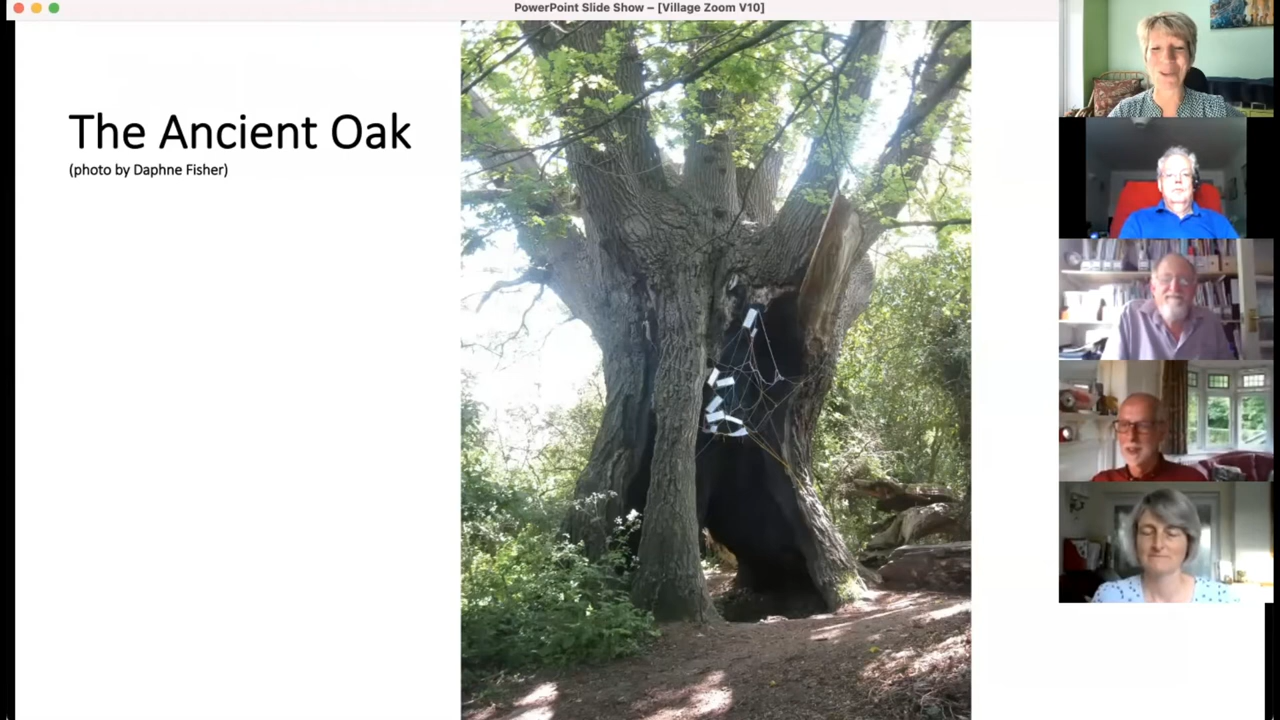 PowerPoint Slide Show – [Village Zoom V10]
The Ancient Oak
(photo by Daphne Fisher)